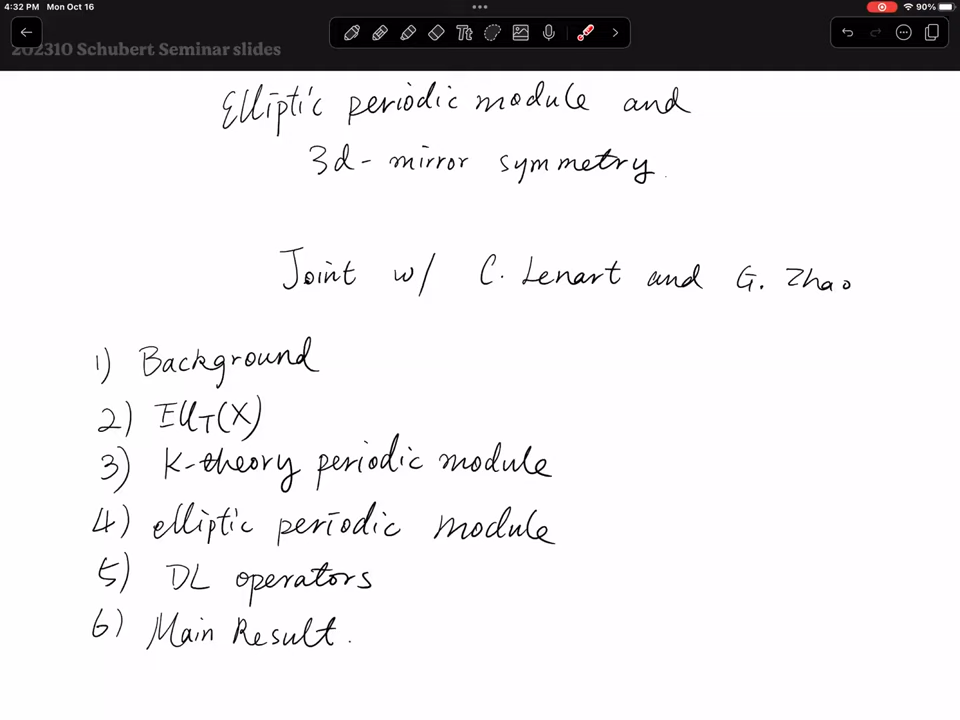 4:32 PM Mon Oct 16
90%
202310 Schubert Seminar slides
Tt
Elliptic periodic module and
3d-mirror symmetry.
Joint w/ C. Lenart and G. Zhao
1) Background
2) Ell_T(X)
3) K-theory periodic module
4) elliptic periodic module
5) DL operators
6) Main Result.